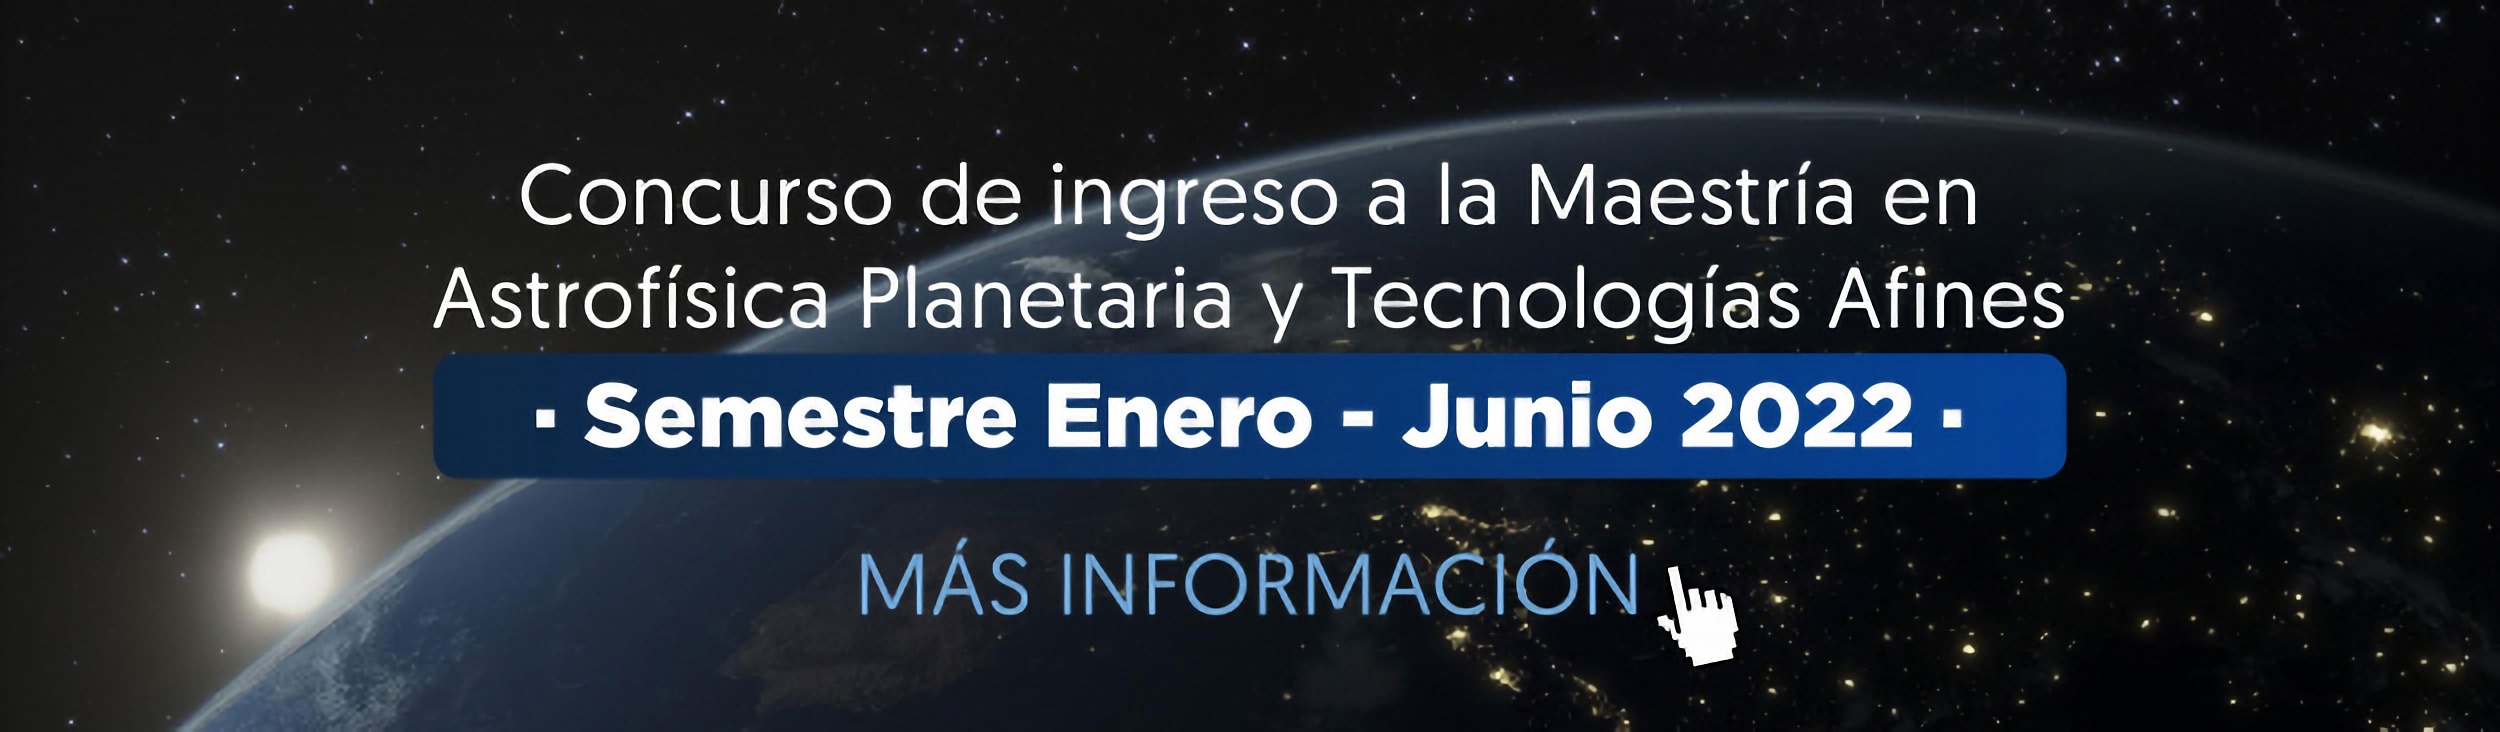 Concurso de ingreso a la Maestría en
Astrofísica Planetaria y Tecnologías Afines
· Semestre Enero - Junio 2022 ·
MÁS INFORMACIÓN